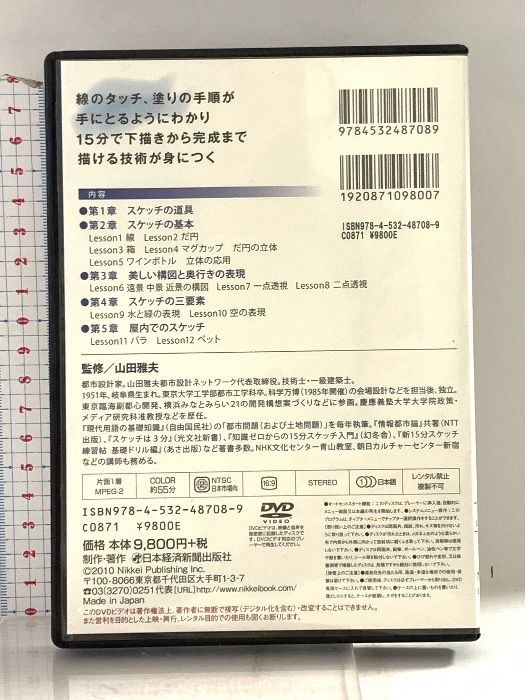 線のタッチ、塗りの手順が
手にとるようにわかり
15分で下描きから完成まで
描ける技術が身につく
9784532487089
1920871098007
ISBN978-4-532-48708-9
C0871 ¥9800E
内容
●第1章 スケッチの道具
●第2章 スケッチの基本
Lesson1 線 Lesson2 だ円
Lesson3 箱 Lesson4 マグカップ だ円の立体
Lesson5 ワインボトル 立体の応用
●第3章 美しい構図と奥行きの表現
Lesson6 遠景 中景 近景の構図 Lesson7 一点透視 Lesson8 二点透視
●第4章 スケッチの三要素
Lesson9 水と緑の表現 Lesson10 空の表現
●第5章 屋内でのスケッチ
Lesson11 バラ Lesson12 ペット
監修/山田雅夫
都市設計家。山田雅夫都市設計ネットワーク代表取締役。技術士・一級建築士。
1951年、岐阜県生まれ。東京大学工学部都市工学科卒。科学万博(1985年開催)の会場設計などを担当後、独立。
東京臨海副都心開発、横浜みなとみらい21の開発構想案づくりなどに参画。慶應義塾大学大学院政策・
メディア研究科准教授などを歴任。
『現代用語の基礎知識』(自由国民社)の「都市問題(および土地問題)」を毎年執筆。『情報都市論』共著(NTT
出版)、『スケッチは3分』(光文社新書)、『知識ゼロからの15分スケッチ入門』(幻冬舎)、『新15分スケッチ
練習帖 基礎ドリル編』(あさ出版)など著書多数。NHK文化センター青山教室、朝日カルチャーセンター新宿
などの講師も務める。
片面1層
MPEG-2
COLOR
約55分
NTSC
日本市場向
16:9
STEREO
1)))日本語
レンタル禁止
複製不可
ISBN978-4-532-48708-9
C0871 ¥9800E
DVD
VIDEO
価格 本体9,800円+税
制作・著作 日本経済新聞出版社
©2010 Nikkei Publishing Inc.
〒100-8066東京都千代田区大手町1-3-7
☎03(3270)0251代表[URL]http://www.nikkeibook.com/
Made in Japan
このDVDビデオは著作権法上、著作者に無断で複写(デジタル化を含む)・改変することはできません。
また営利を目的とした上映・興行、レンタル目的での使用も固くお断りします。